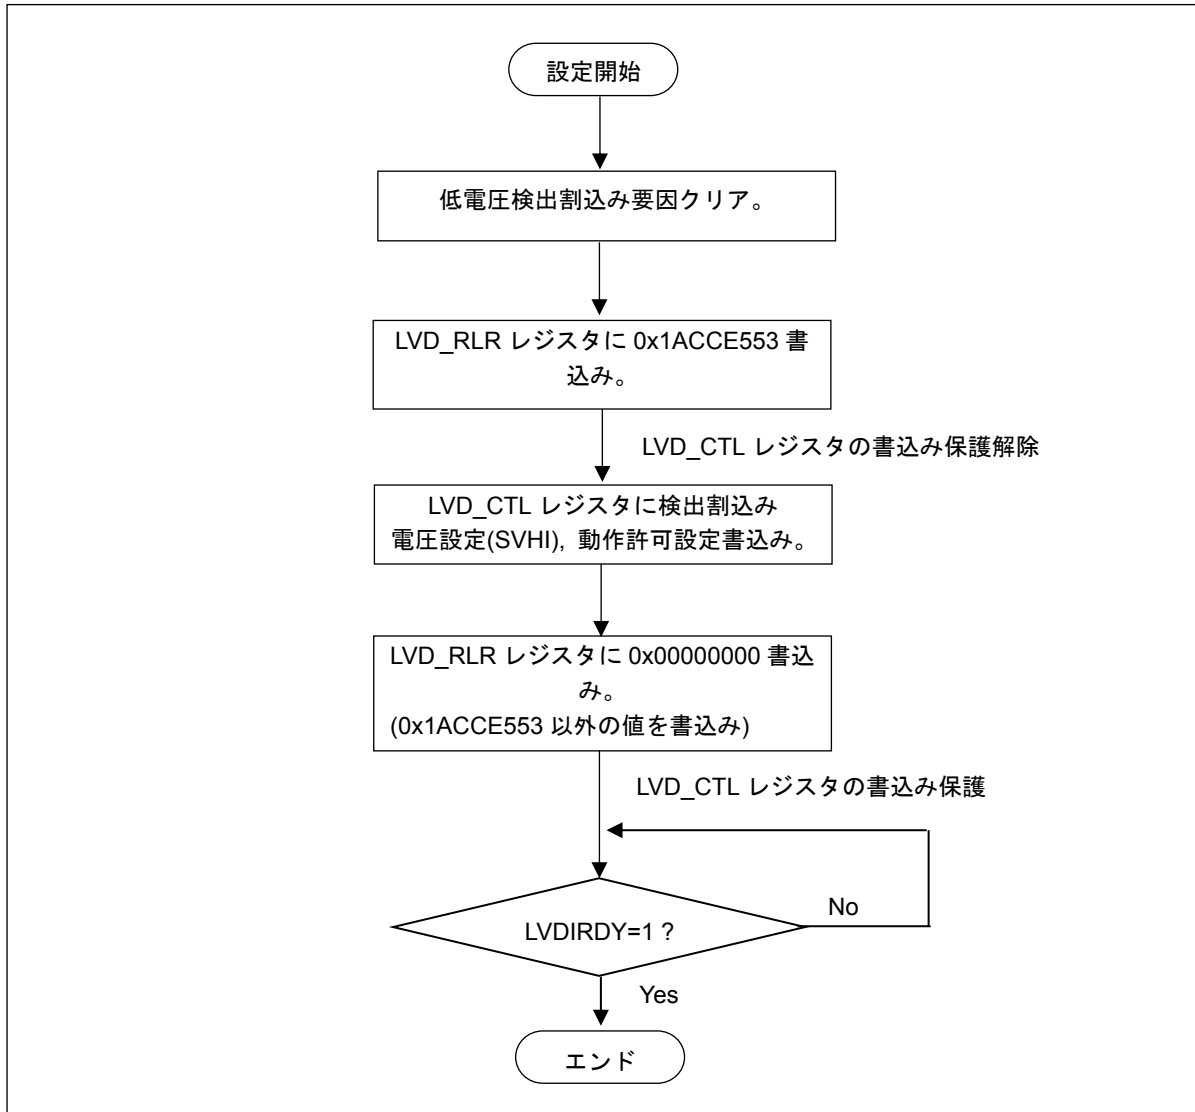 設定開始
低電圧検出割込み要因クリア。
LVD_RLR レジスタに 0x1ACCE553 書
込み。
LVD_CTL レジスタの書込み保護解除
LVD_CTL レジスタに検出割込み
電圧設定(SVHI), 動作許可設定書込み。
LVD_RLR レジスタに 0x00000000 書込
み。
(0x1ACCE553 以外の値を書込み)
LVD_CTL レジスタの書込み保護
No
LVDIRDY=1 ?
Yes
エンド